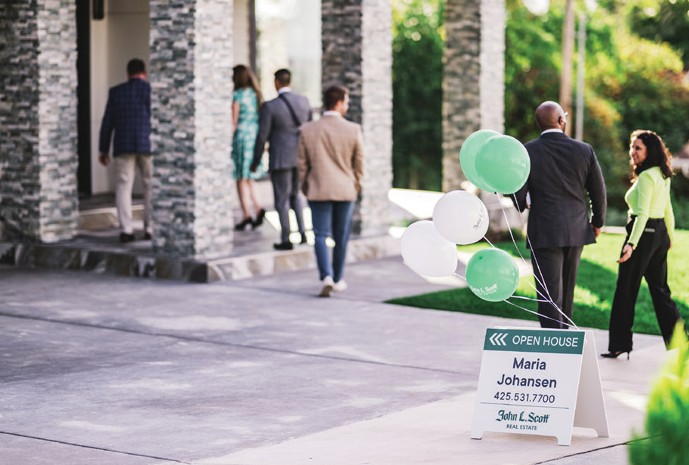 OPEN HOUSE
Maria
Johansen
425.531.7700
John L. Scott
REAL ESTATE